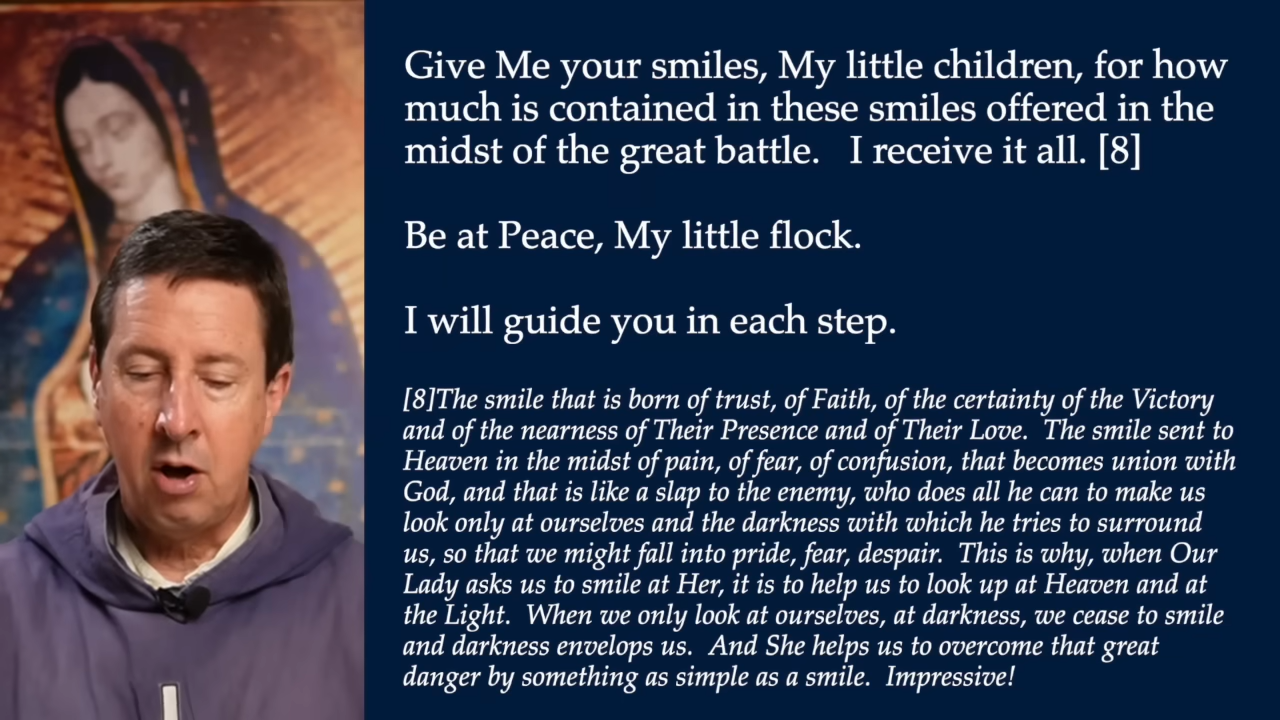 Give Me your smiles, My little children, for how
much is contained in these smiles offered in the
midst of the great battle.   I receive it all. [8]
Be at Peace, My little flock.
I will guide you in each step.
[8]The smile that is born of trust, of Faith, of the certainty of the Victory
and of the nearness of Their Presence and of Their Love.  The smile sent to
Heaven in the midst of pain, of fear, of confusion, that becomes union with
God, and that is like a slap to the enemy, who does all he can to make us
look only at ourselves and the darkness with which he tries to surround
us, so that we might fall into pride, fear, despair.  This is why, when Our
Lady asks us to smile at Her, it is to help us to look up at Heaven and at
the Light.  When we only look at ourselves, at darkness, we cease to smile
and darkness envelops us.  And She helps us to overcome that great
danger by something as simple as a smile.  Impressive!